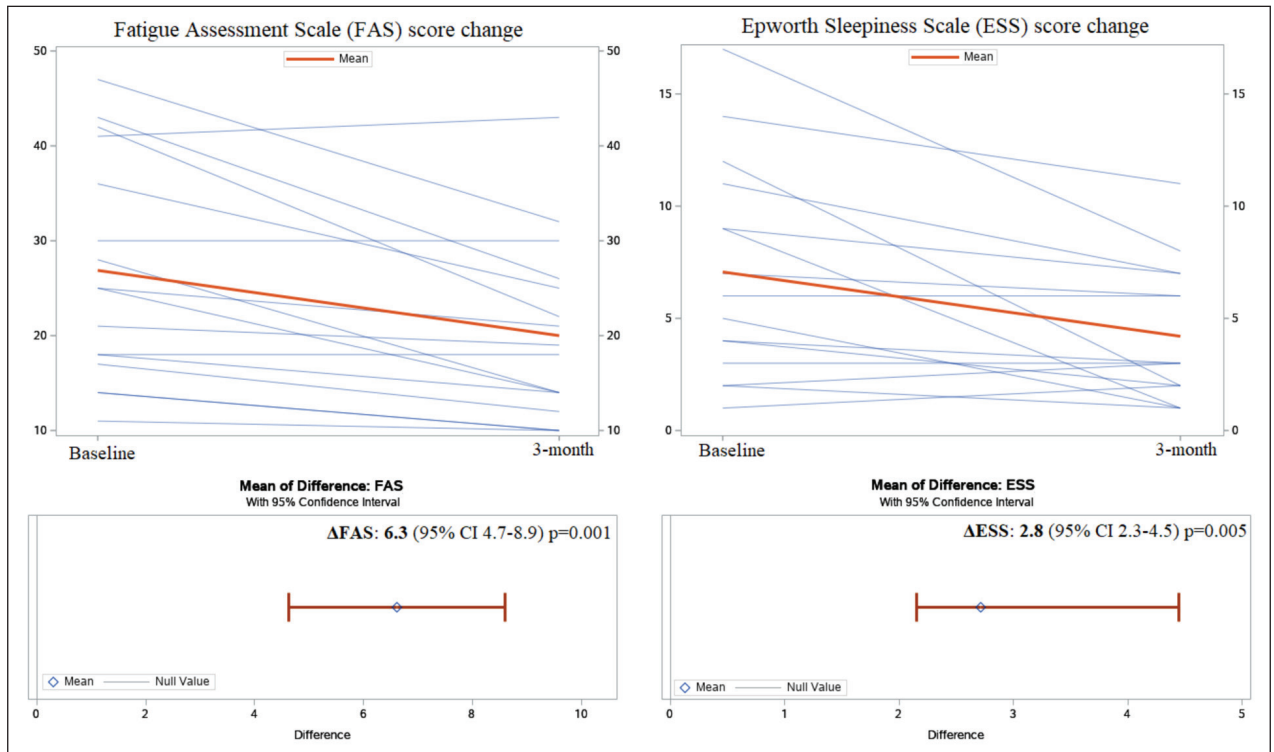 Fatigue Assessment Scale (FAS) score change
50
40
30
20
10
Mean
50
40
30
20
10
Baseline
3-month
Epworth Sleepiness Scale (ESS) score change
15
10
5
0
Mean
15
10
5
0
Baseline
3-month
Mean of Difference: FAS
With 95% Confidence Interval
ΔFAS: 6.3 (95% CI 4.7-8.9) p=0.001
Mean Null Value
0 2 4 6 8 10
Difference
Mean of Difference: ESS
With 95% Confidence Interval
ΔESS: 2.8 (95% CI 2.3-4.5) p=0.005
Mean Null Value
0 1 2 3 4 5
Difference